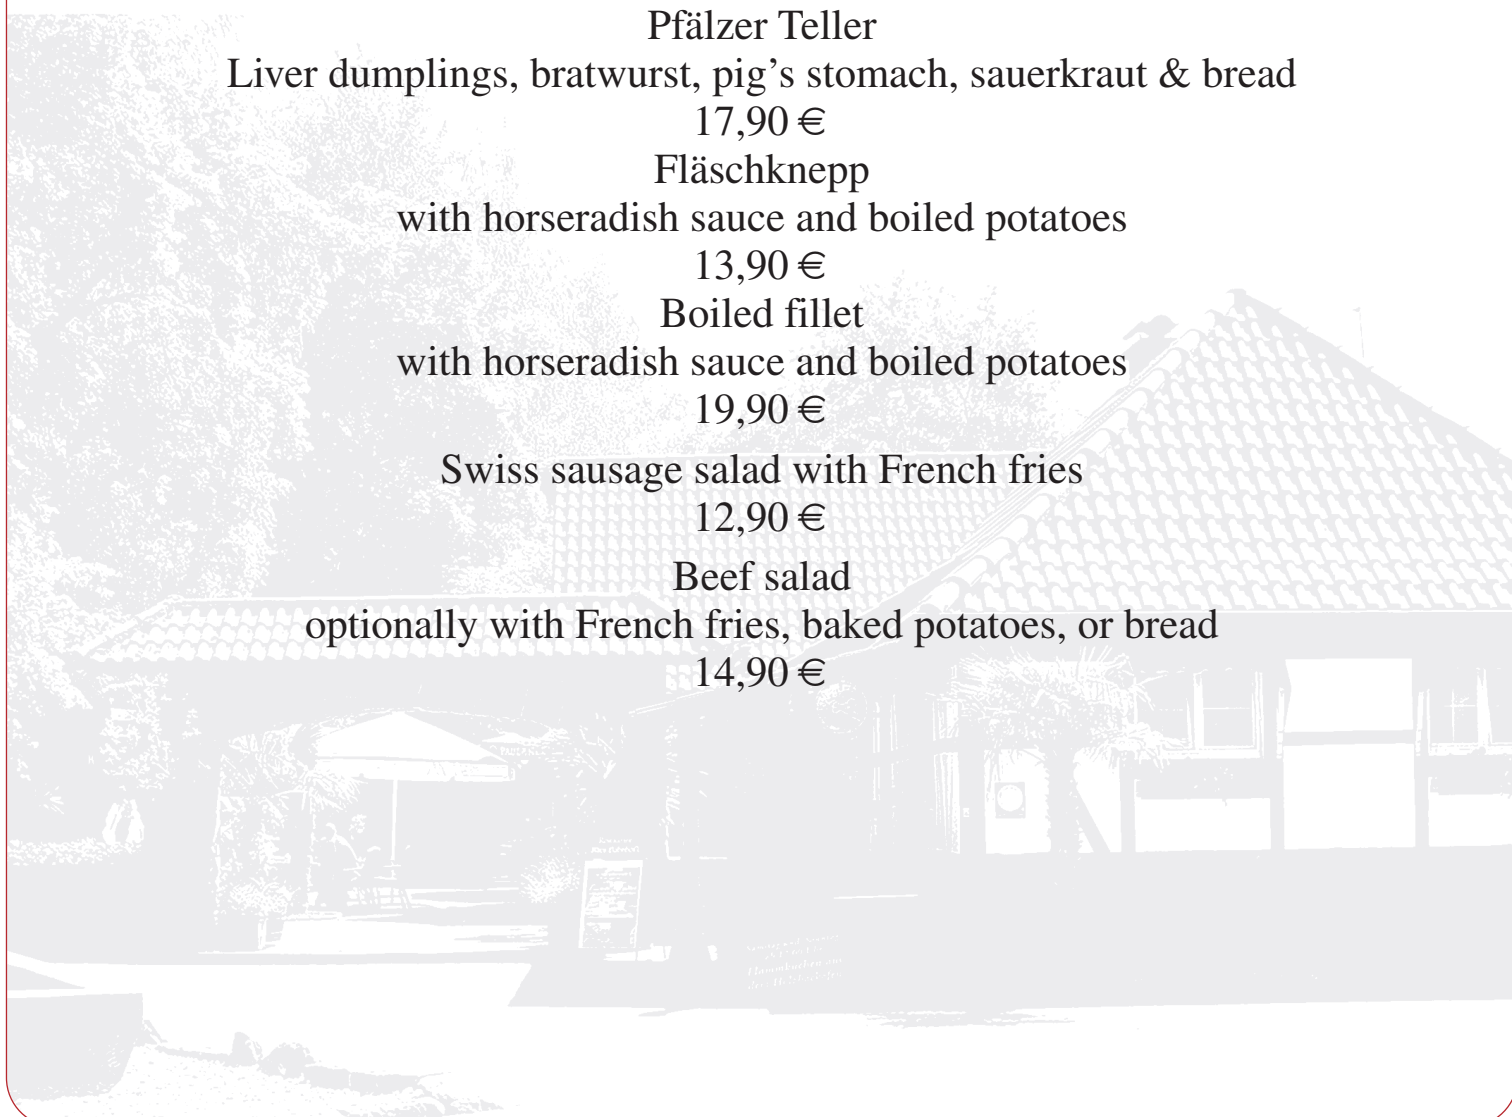 Pfälzer Teller
Liver dumplings, bratwurst, pig’s stomach, sauerkraut & bread
17,90 €
Fläschknepp
with horseradish sauce and boiled potatoes
13,90 €
Boiled fillet
with horseradish sauce and boiled potatoes
19,90 €
Swiss sausage salad with French fries
12,90 €
Beef salad
optionally with French fries, baked potatoes, or bread
14,90 €